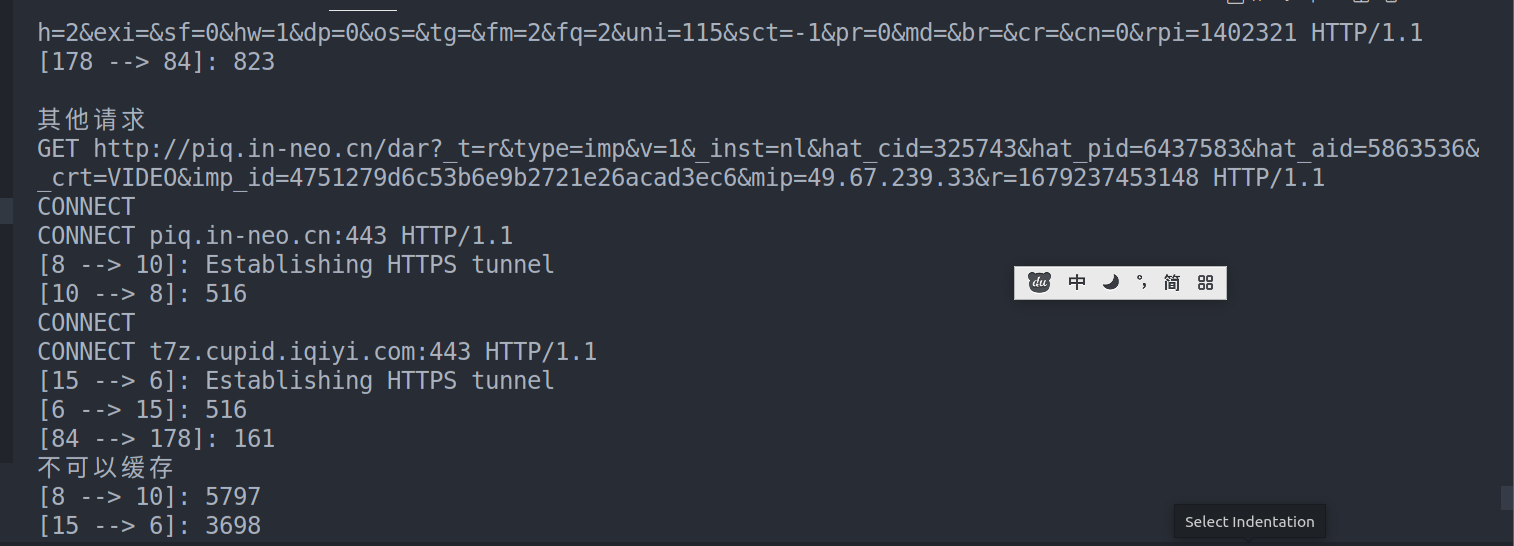 h=2&exi=&sf=0&hw=1&dp=0&os=&tg=&fm=2&fq=2&uni=115&sct=-1&pr=0&md=&br=&cr=&cn=0&rpi=1402321 HTTP/1.1
[178 --> 84]: 823
其他请求
GET http://piq.in-neo.cn/dar?_t=r&type=imp&v=1&_inst=nl&hat_cid=325743&hat_pid=6437583&hat_aid=5863536&
_crt=VIDEO&imp_id=4751279d6c53b6e9b2721e26acad3ec6&mip=49.67.239.33&r=1679237453148 HTTP/1.1
CONNECT
CONNECT piq.in-neo.cn:443 HTTP/1.1
[8 --> 10]: Establishing HTTPS tunnel
[10 --> 8]: 516
du 中 °, 简
CONNECT
CONNECT t7z.cupid.iqiyi.com:443 HTTP/1.1
[15 --> 6]: Establishing HTTPS tunnel
[6 --> 15]: 516
[84 --> 178]: 161
不可以缓存
[8 --> 10]: 5797
[15 --> 6]: 3698
Select Indentation